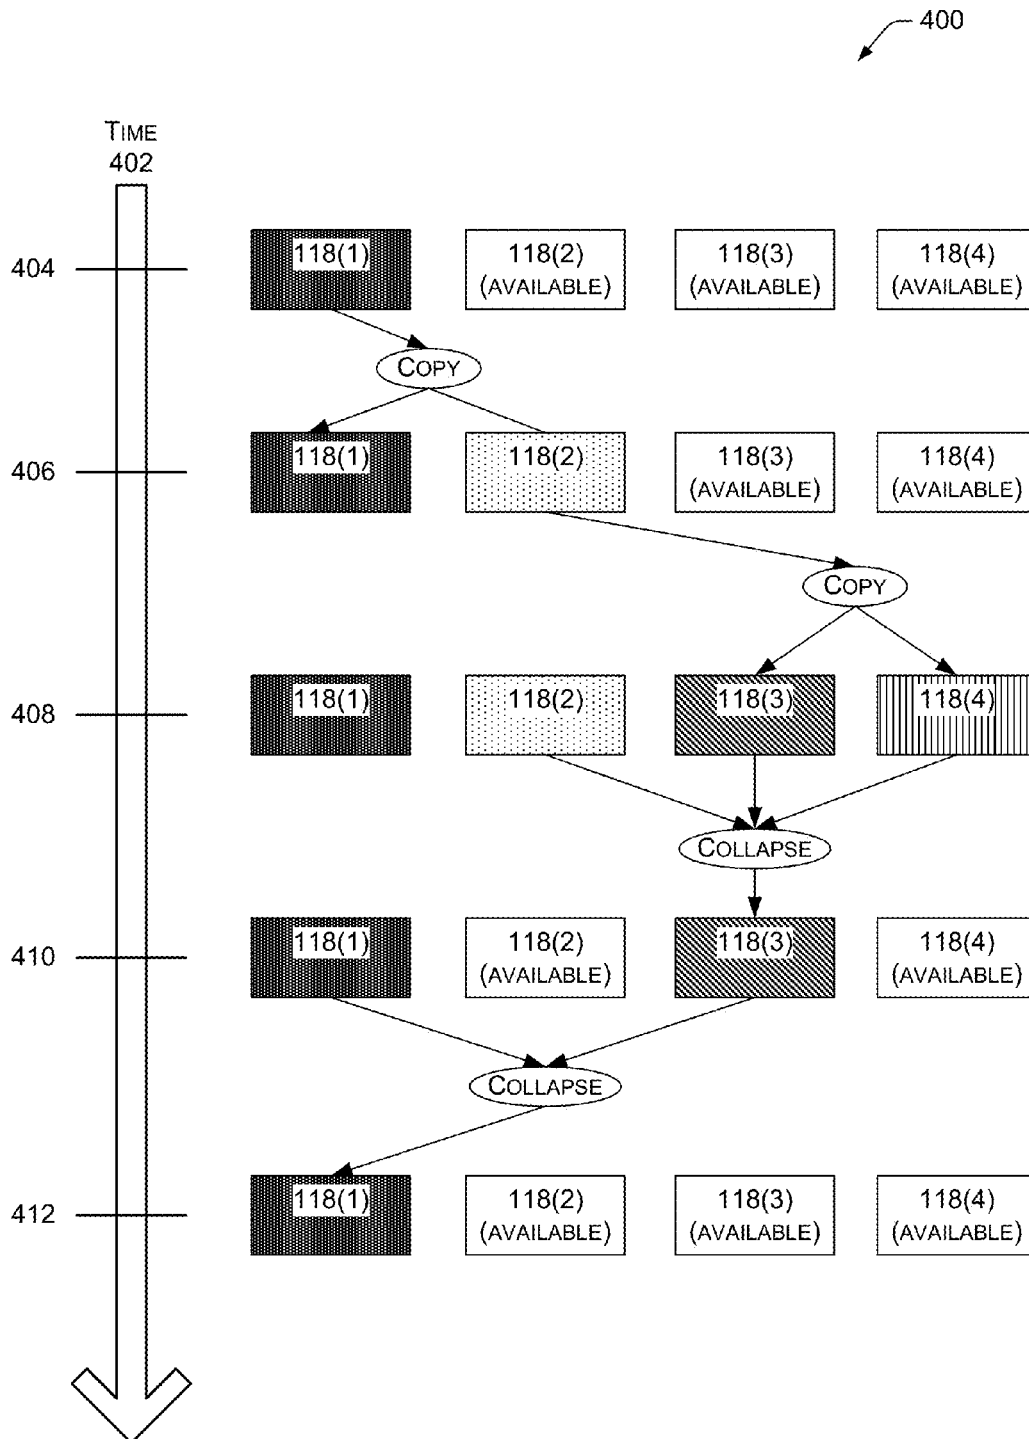 400
TIME
402
404
118(1)
118(2)
(AVAILABLE)
118(3)
(AVAILABLE)
118(4)
(AVAILABLE)
COPY
406
118(1)
118(2)
118(3)
(AVAILABLE)
118(4)
(AVAILABLE)
COPY
408
118(1)
118(2)
118(3)
118(4)
COLLAPSE
410
118(1)
118(2)
(AVAILABLE)
118(3)
118(4)
(AVAILABLE)
COLLAPSE
412
118(1)
118(2)
(AVAILABLE)
118(3)
(AVAILABLE)
118(4)
(AVAILABLE)